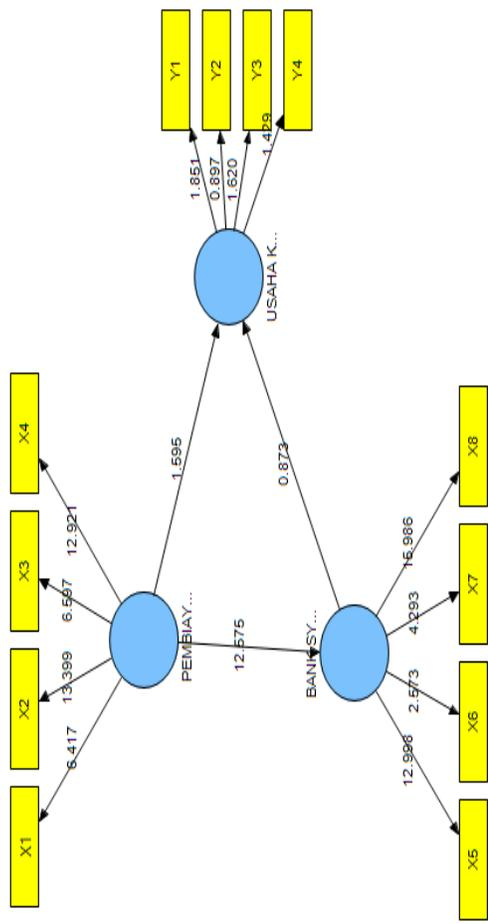 X1
X2
X3
X4
6.417
13.399
6.597
12.921
PEMBIAY...
1.595
12.575
BANK SY...
0.873
USAHA K...
1.851
0.897
1.620
1.429
Y1
Y2
Y3
Y4
12.998
2.573
4.293
15.986
X5
X6
X7
X8